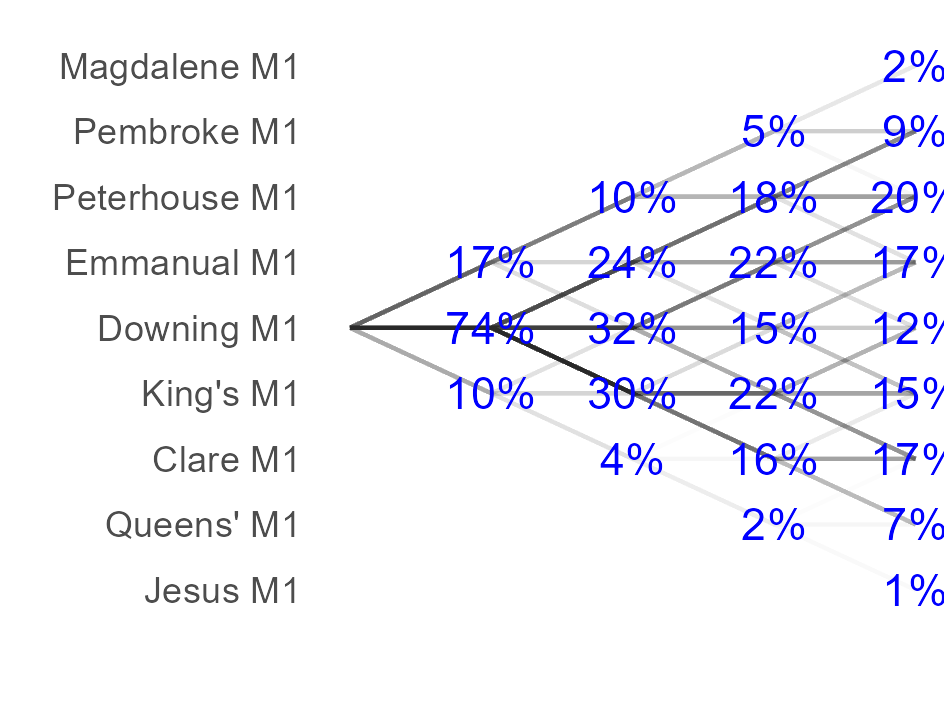 Magdalene M1 2%
Pembroke M1 5% 9%
Peterhouse M1 10% 18% 20%
Emmanual M1 17% 24% 22% 17%
Downing M1 74% 32% 15% 12%
King's M1 10% 30% 22% 15%
Clare M1 4% 16% 17%
Queens' M1 2% 7%
Jesus M1 1%